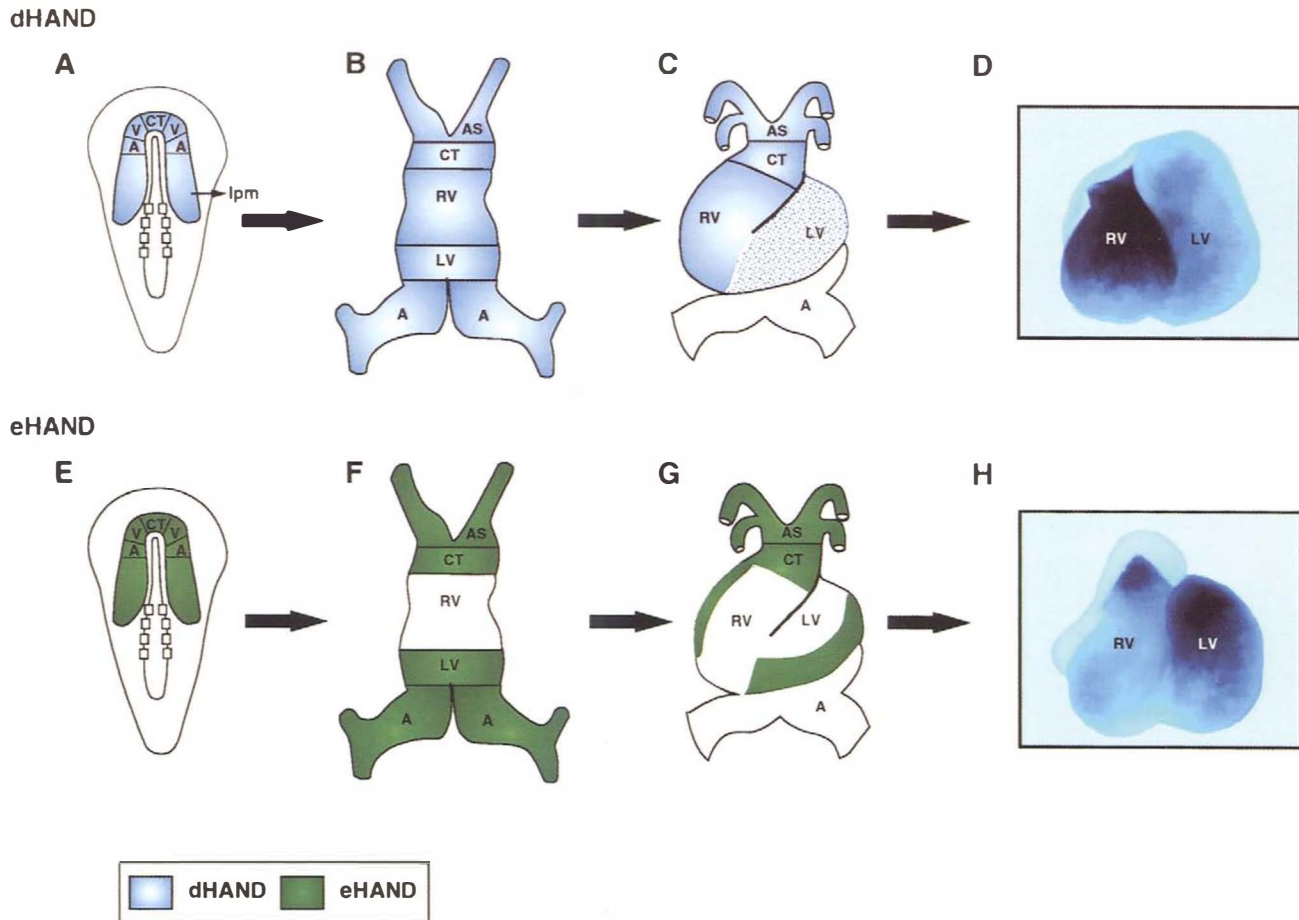 dHAND
A
B
C
D
V CT V
A A
lpm
AS
CT
RV
LV
A A
AS
CT
RV
LV
A
RV LV
eHAND
E
F
G
H
V CT V
A A
AS
CT
RV
LV
A A
AS
CT
RV LV
A
RV LV
dHAND eHAND